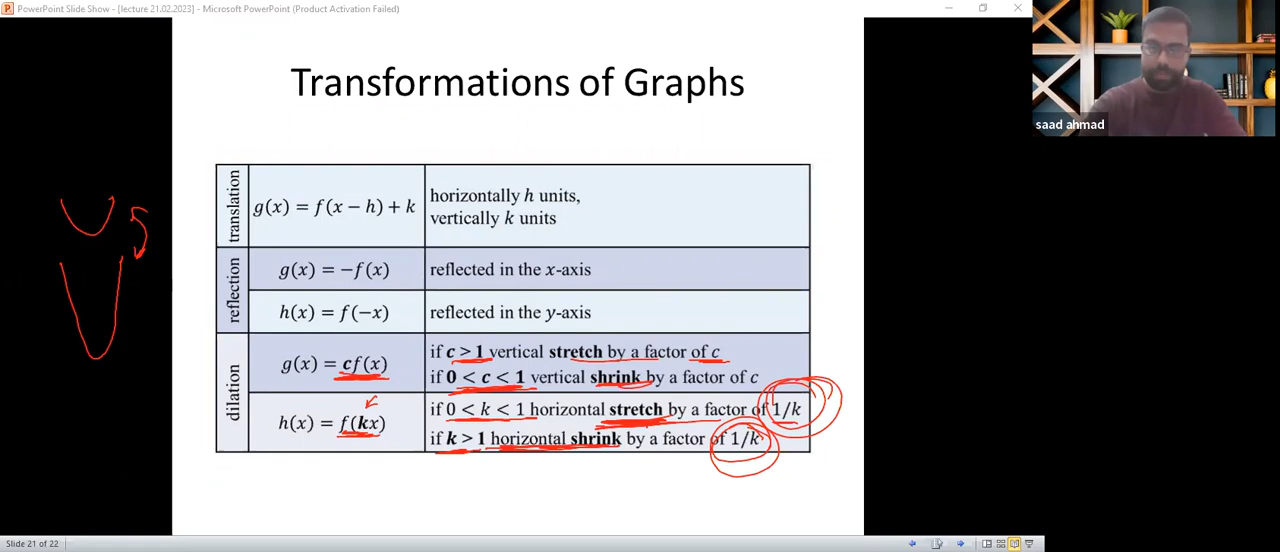 PowerPoint Slide Show - [lecture 21.02.2023] - Microsoft PowerPoint (Product Activation Failed)
saad ahmad
Transformations of Graphs
translation
g(x) = f(x − h) + k
horizontally h units,
vertically k units
reflection
g(x) = −f(x)
reflected in the x-axis
h(x) = f(−x)
reflected in the y-axis
dilation
g(x) = cf(x)
if c > 1 vertical stretch by a factor of c
if 0 < c < 1 vertical shrink by a factor of c
h(x) = f(kx)
if 0 < k < 1 horizontal stretch by a factor of 1/k
if k > 1 horizontal shrink by a factor of 1/k
Slide 21 of 22